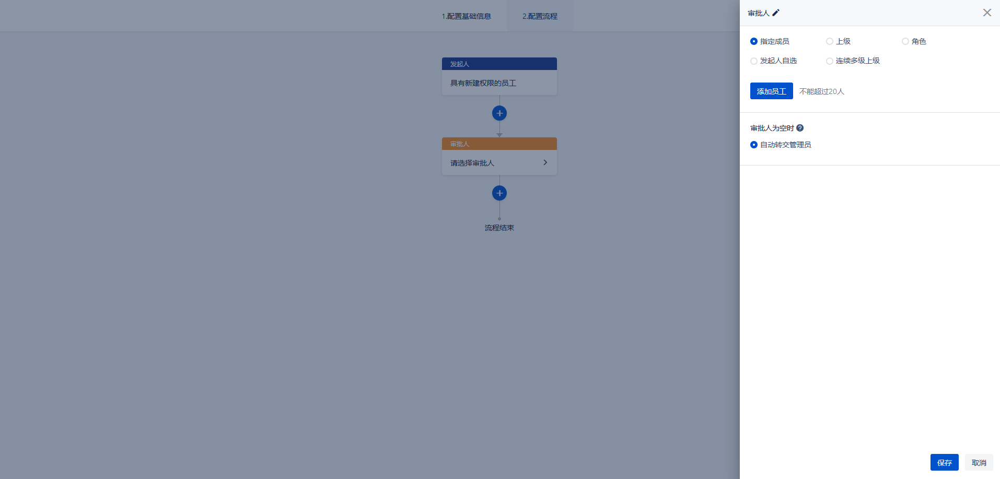 1.配置基础信息
2.配置流程
发起人
具有新建权限的员工
审批人
请选择审批人
流程结束
审批人
指定成员
上级
角色
发起人自选
连续多级上级
添加员工
不能超过20人
审批人为空时
自动转交管理员
保存
取消